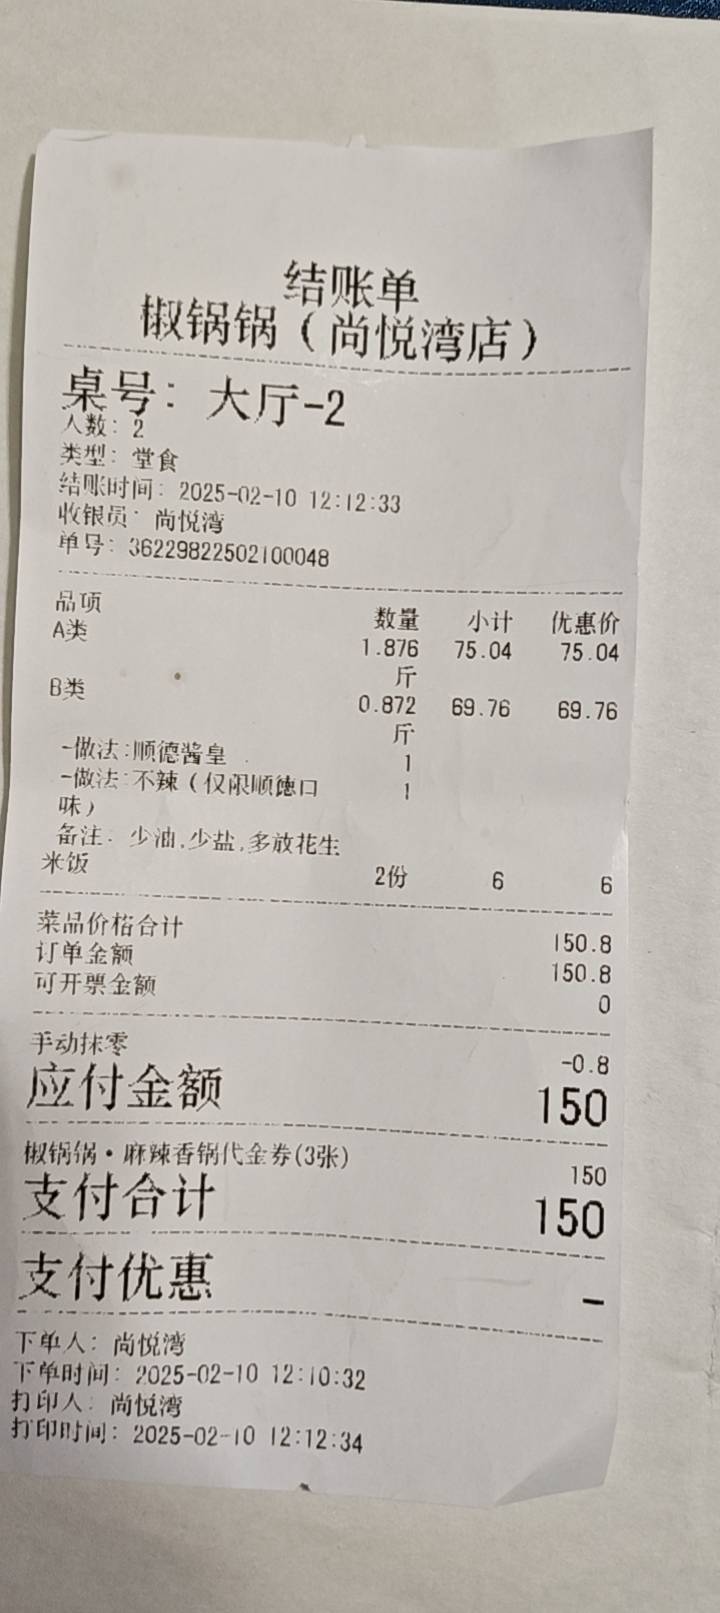 结账单
椒锅锅（尚悦湾店）
桌号：大厅-2
人数：2
类型：堂食
结账时间：2025-02-10 12:12:33
收银员：尚悦湾
单号：36229822502100048
品项 数量 小计 优惠价
A类 1.876斤 75.04 75.04
B类 0.872斤 69.76 69.76
-做法:顺德酱皇 1
-做法:不辣（仅限顺德口味） 1
备注：少油,少盐,多放花生
米饭 2份 6 6
菜品价格合计 150.8
订单金额 150.8
可开票金额 0
手动抹零 -0.8
应付金额 150
椒锅锅·麻辣香锅代金券(3张) 150
支付合计 150
支付优惠 -
下单人：尚悦湾
下单时间：2025-02-10 12:10:32
打印人：尚悦湾
打印时间：2025-02-10 12:12:34